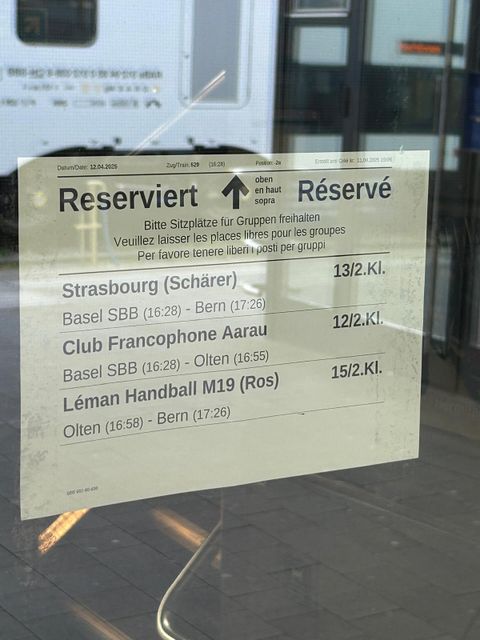 Datum/Date: 12.04.2025 Zug/Train: 629 (16:28) Position: -2a
Reserviert
oben
en haut
sopra
Réservé
Bitte Sitzplätze für Gruppen freihalten
Veuillez laisser les places libres pour les groupes
Per favore tenere liberi i posti per gruppi
Strasbourg (Schärer) 13/2.Kl.
Basel SBB (16:28) - Bern (17:26)
Club Francophone Aarau 12/2.Kl.
Basel SBB (16:28) - Olten (16:55)
Léman Handball M19 (Ros) 15/2.Kl.
Olten (16:58) - Bern (17:26)